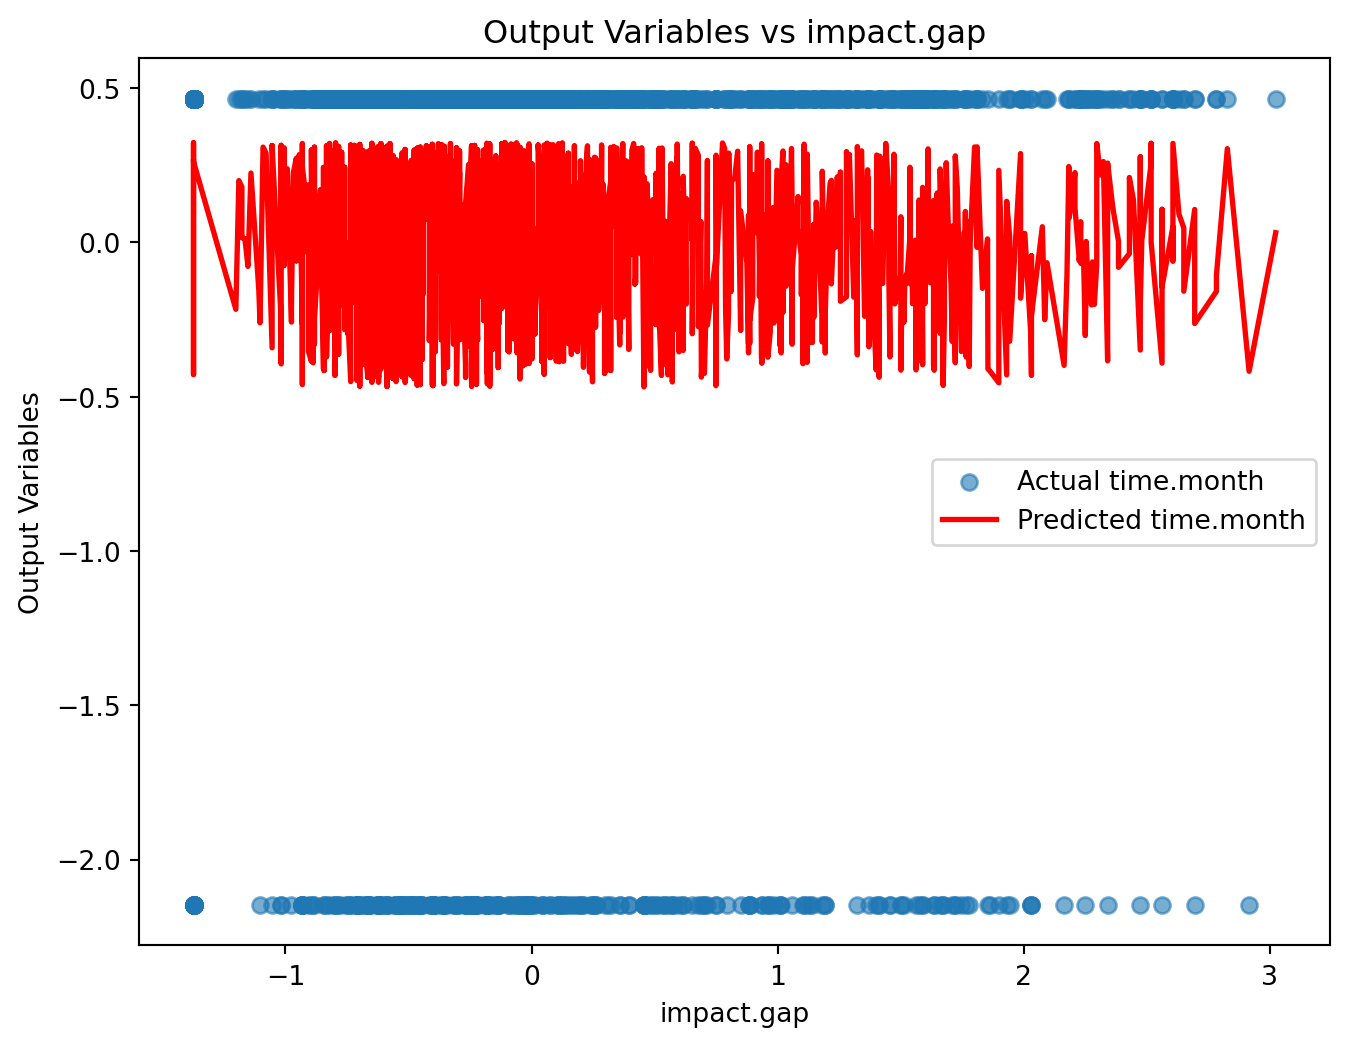 Output Variables vs impact.gap
0.5
0.0
−0.5
−1.0
−1.5
−2.0
Output Variables
Actual time.month
Predicted time.month
−1
0
1
2
3
impact.gap